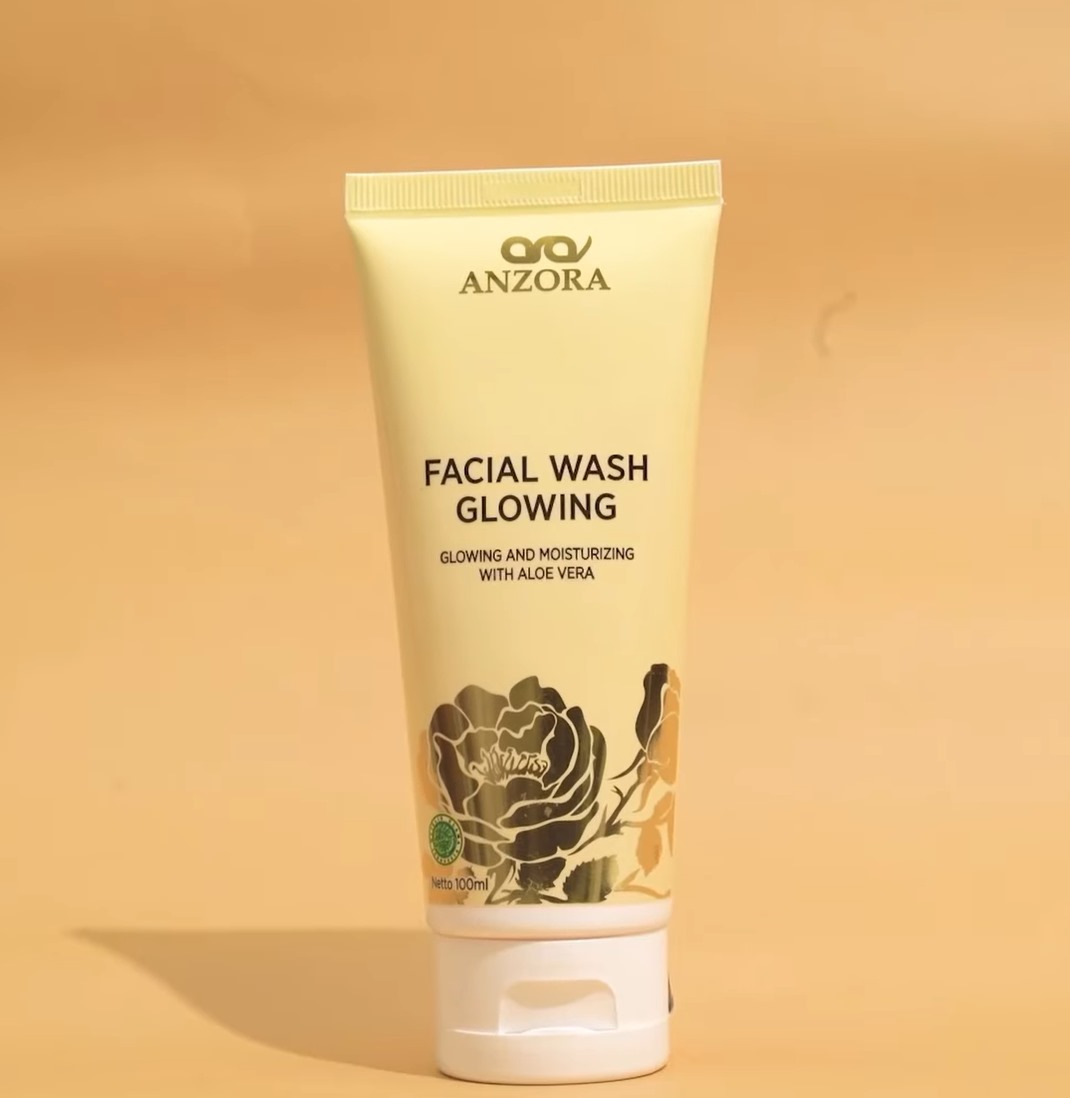 ANZORA
FACIAL WASH
GLOWING
GLOWING AND MOISTURIZING
WITH ALOE VERA
Netto 100ml